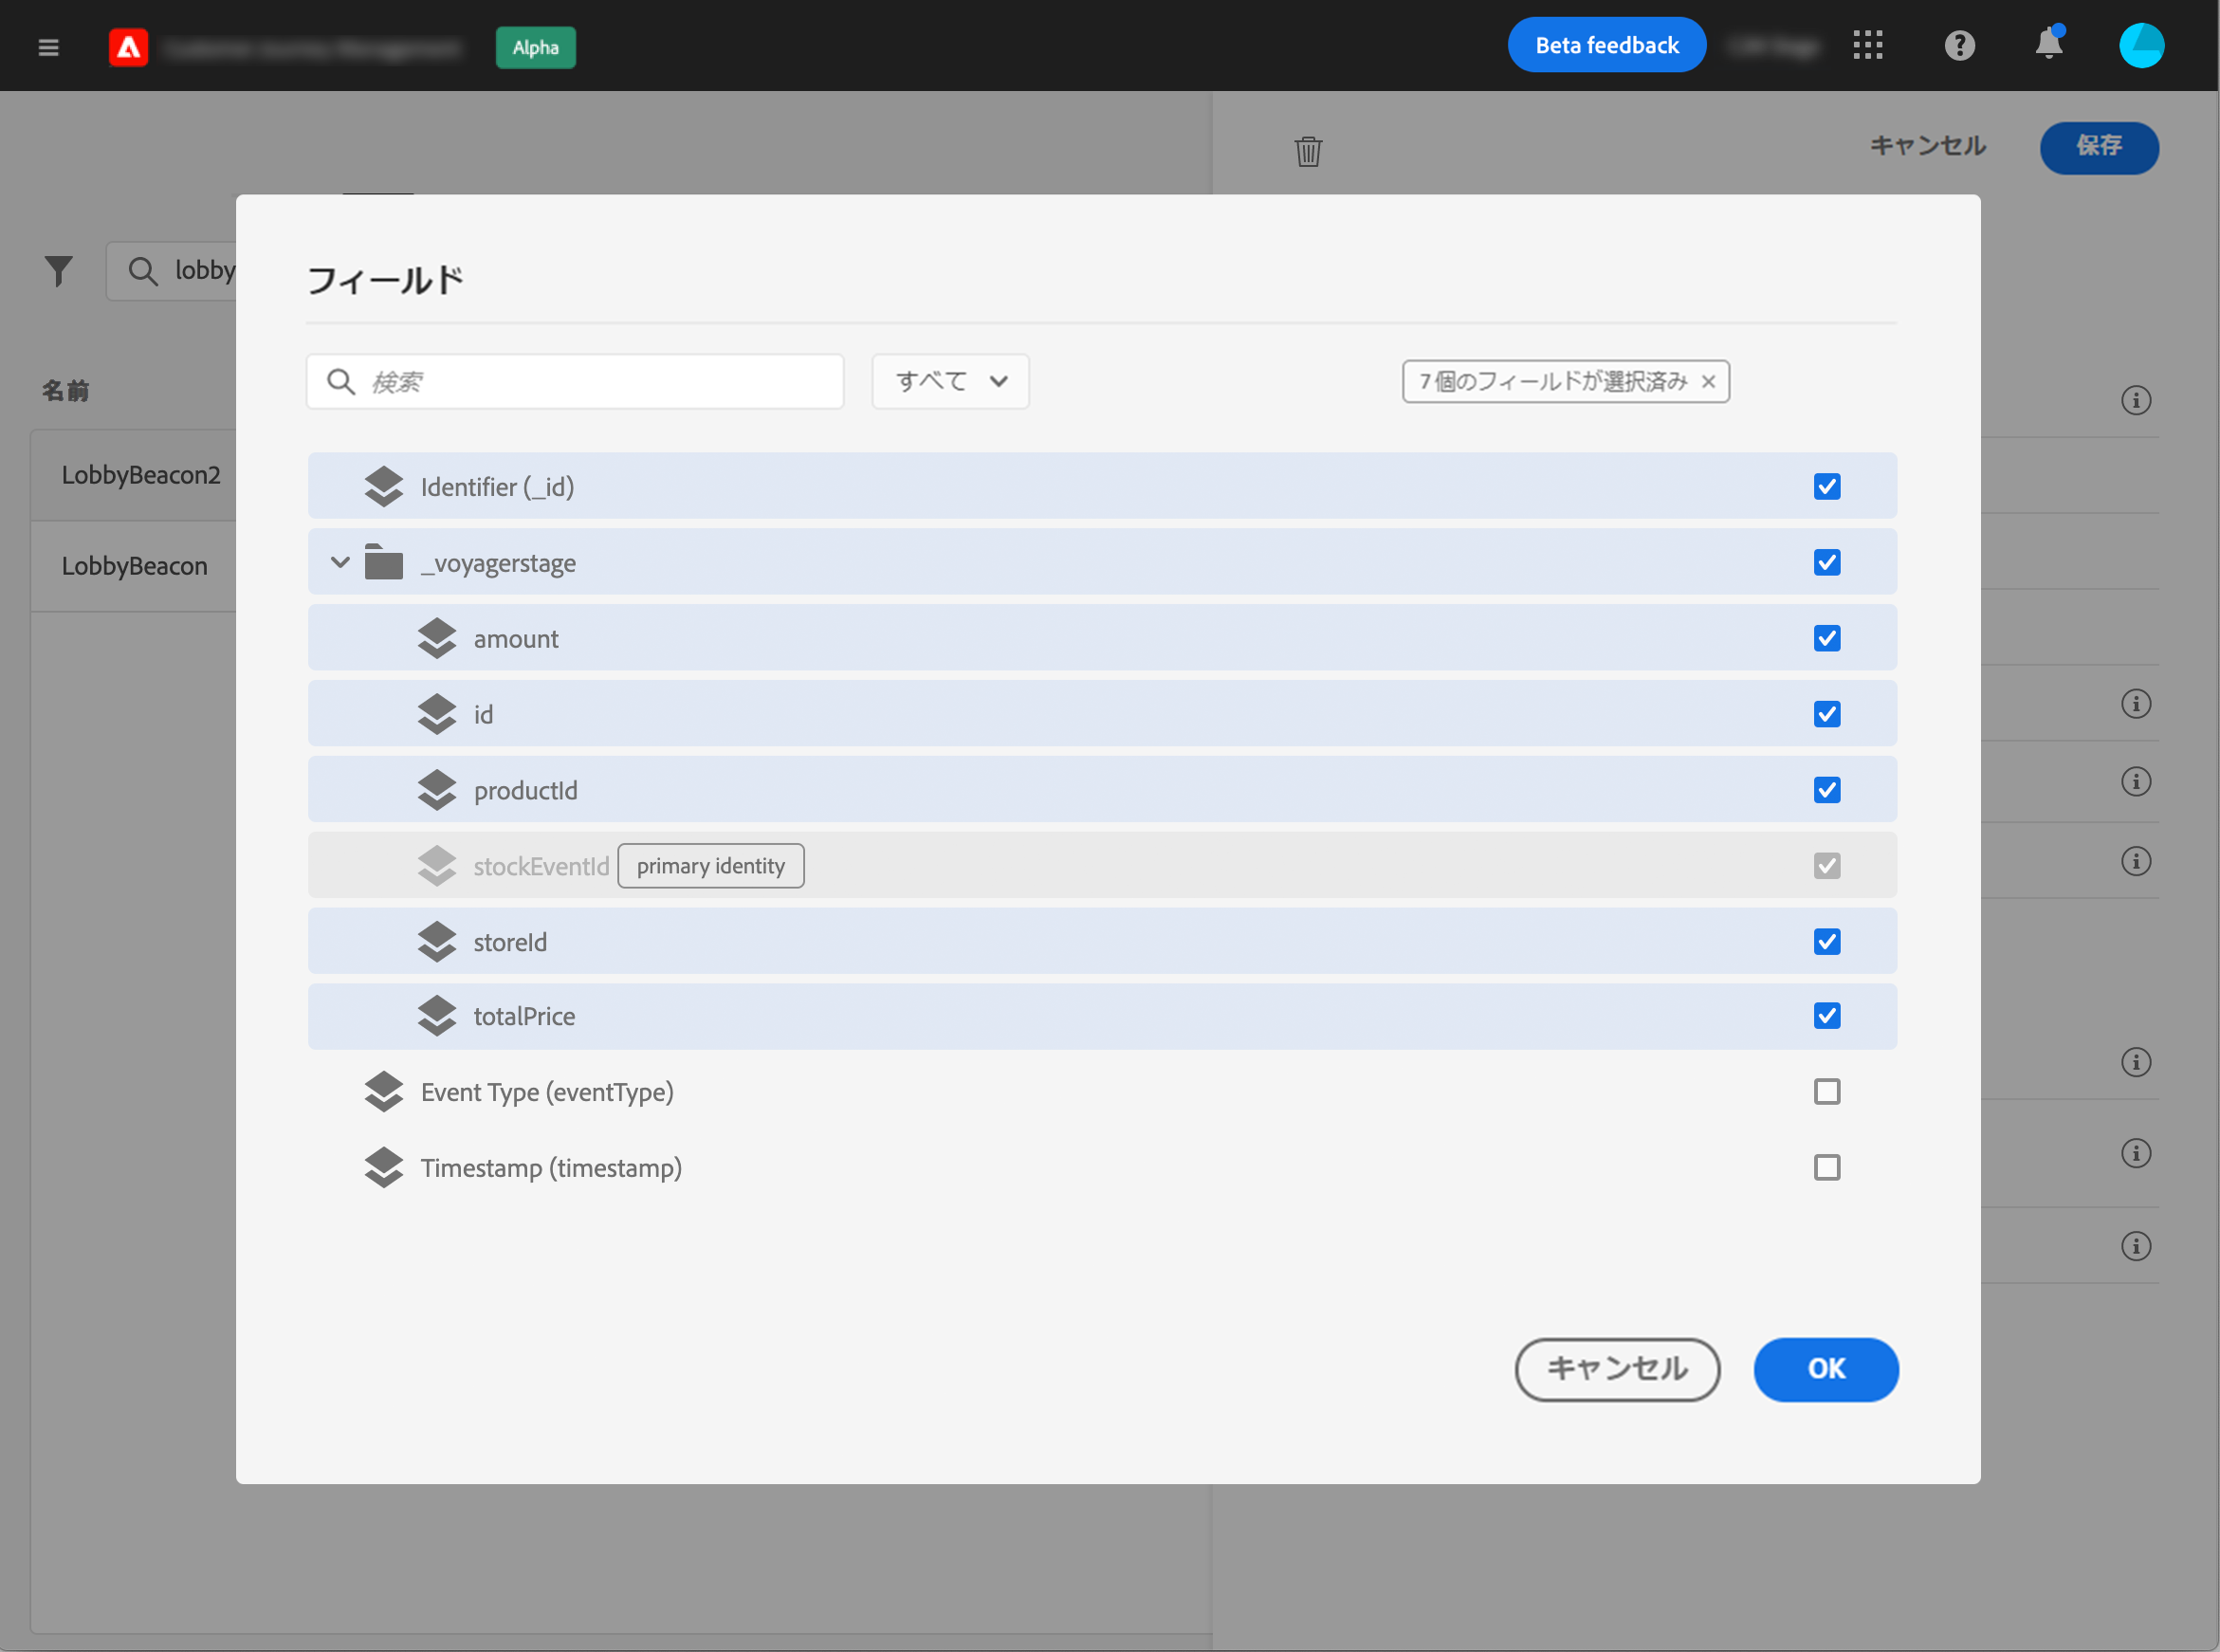 Alpha
Beta feedback
キャンセル
保存
lobby
名前
LobbyBeacon2
LobbyBeacon
フィールド
検索
すべて
7 個のフィールドが選択済み
Identifier (_id)
_voyagerstage
amount
id
productId
stockEventId primary identity
storeId
totalPrice
Event Type (eventType)
Timestamp (timestamp)
キャンセル
OK